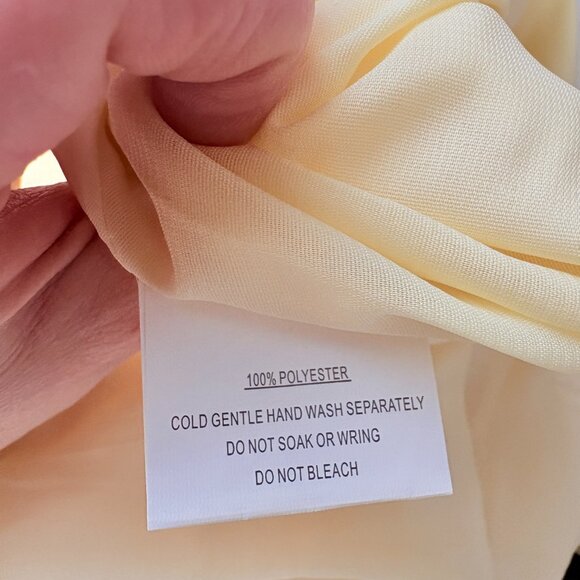 100% POLYESTER
COLD GENTLE HAND WASH SEPARATELY
DO NOT SOAK OR WRING
DO NOT BLEACH